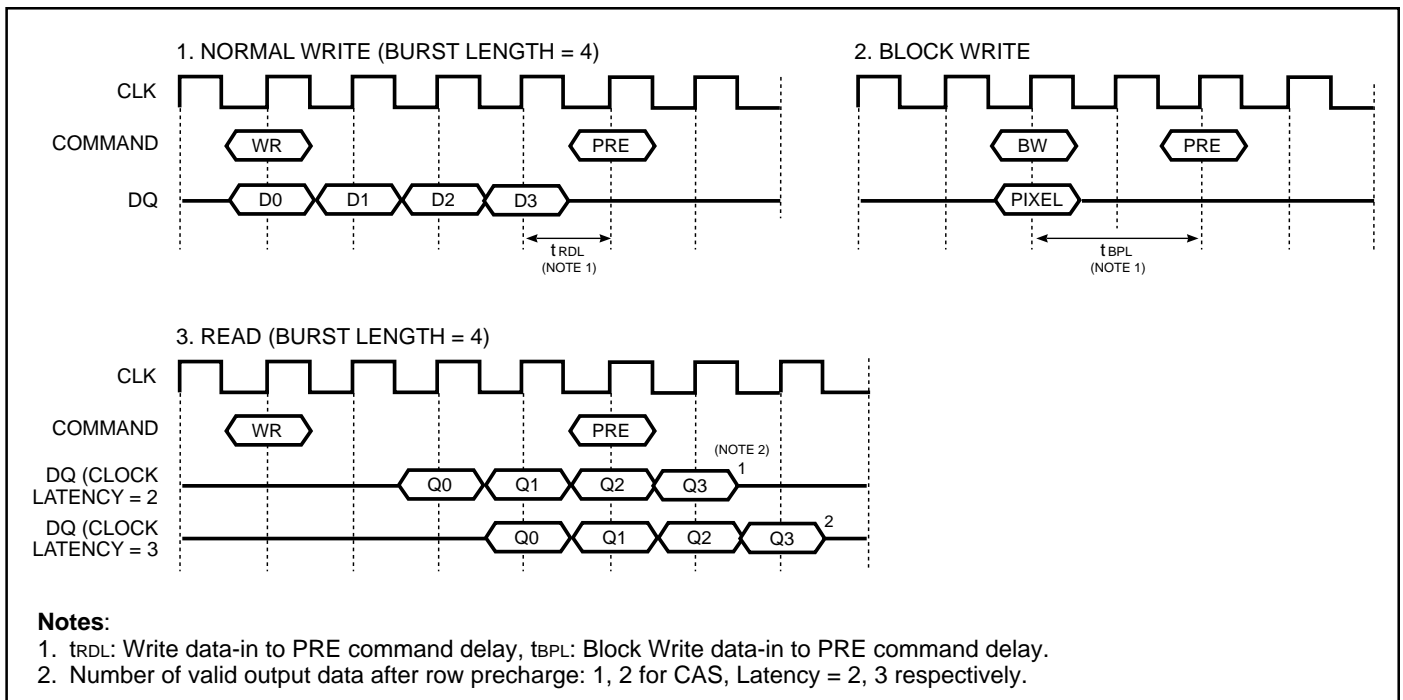 1. NORMAL WRITE (BURST LENGTH = 4)
CLK
COMMAND
WR
PRE
DQ
D0
D1
D2
D3
tRDL
(NOTE 1)
2. BLOCK WRITE
BW
PRE
PIXEL
tBPL
(NOTE 1)
3. READ (BURST LENGTH = 4)
CLK
COMMAND
WR
PRE
(NOTE 2)
DQ (CLOCK
LATENCY = 2
Q0
Q1
Q2
Q3
1
DQ (CLOCK
LATENCY = 3
Q0
Q1
Q2
Q3
2
Notes:
1. tRDL: Write data-in to PRE command delay, tBPL: Block Write data-in to PRE command delay.
2. Number of valid output data after row precharge: 1, 2 for CAS, Latency = 2, 3 respectively.